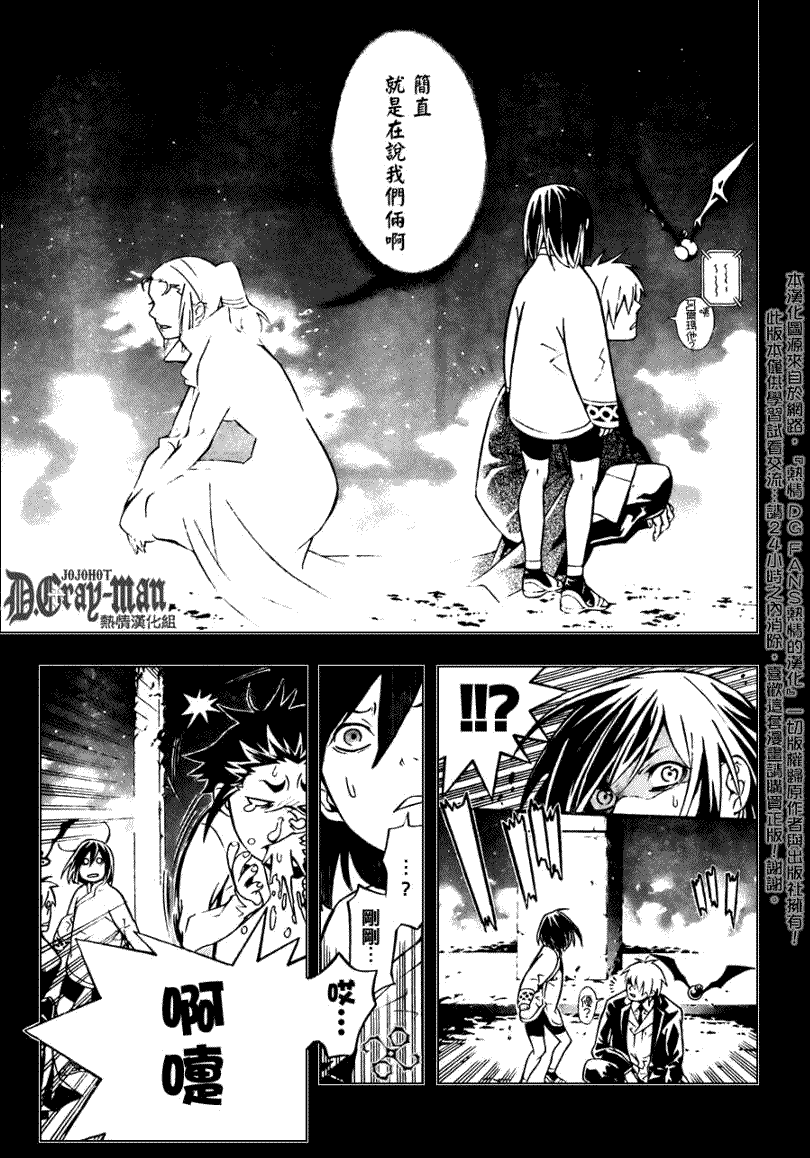 簡直
就是在說我們倆啊
嘎
阿爾瑪他?
JOJOHOT
D.Gray-man
熱情漢化組
!!?
…?
剛剛…
哎…
啊嚏
本漢化圖源來自於網路。『熱情DG FANS熱情的漢化』一切版權歸原作者與出版社擁有!
此版本僅供學習試看交流…請24小時之內消除。喜歡這套漫畫請購買正版!謝謝。